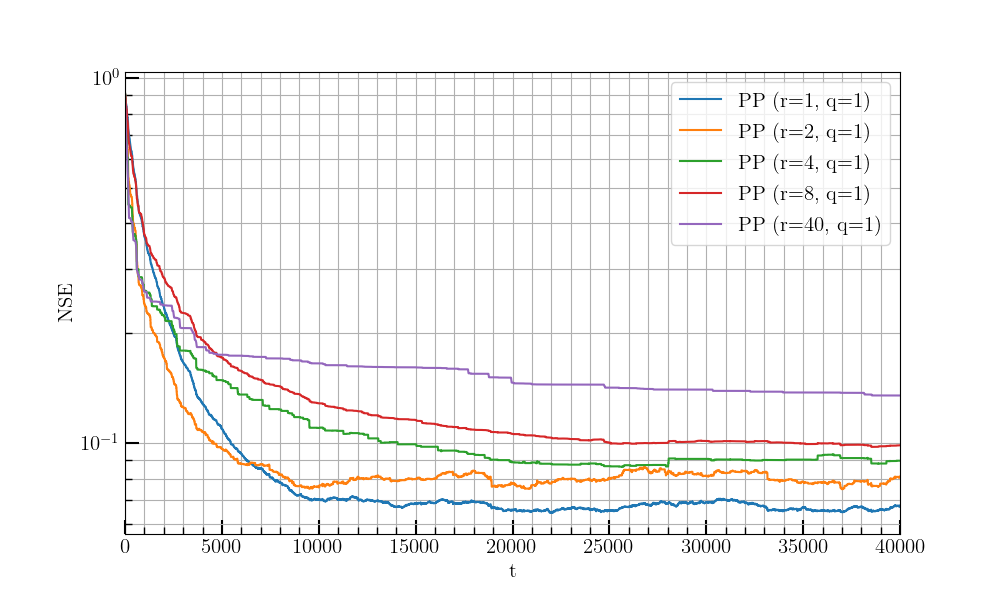 10^0
PP (r=1, q=1)
PP (r=2, q=1)
PP (r=4, q=1)
PP (r=8, q=1)
PP (r=40, q=1)
NSE
10^−1
0 5000 10000 15000 20000 25000 30000 35000 40000
t